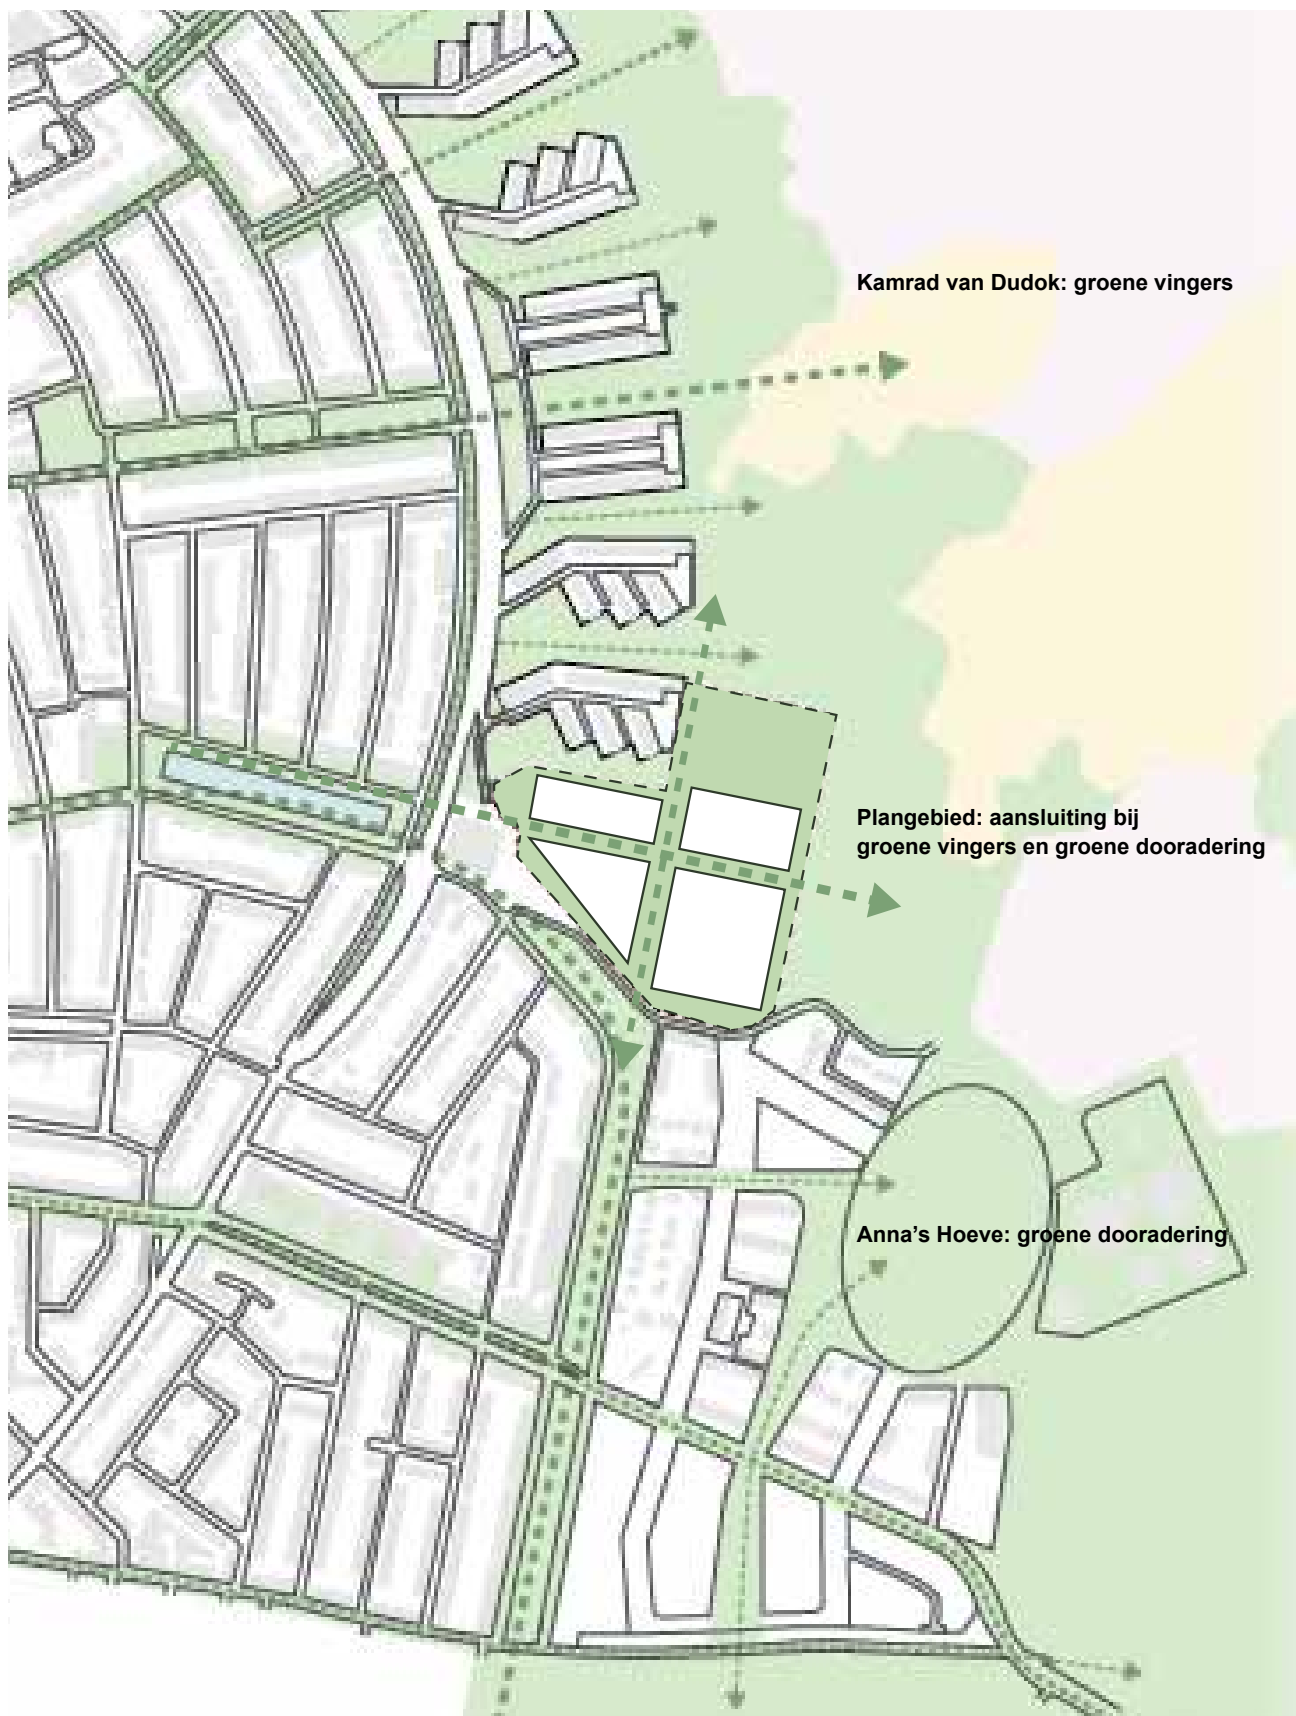 Kamrad van Dudok: groene vingers
Plangebied: aansluiting bij
groene vingers en groene dooradering
Anna's Hoeve: groene dooradering